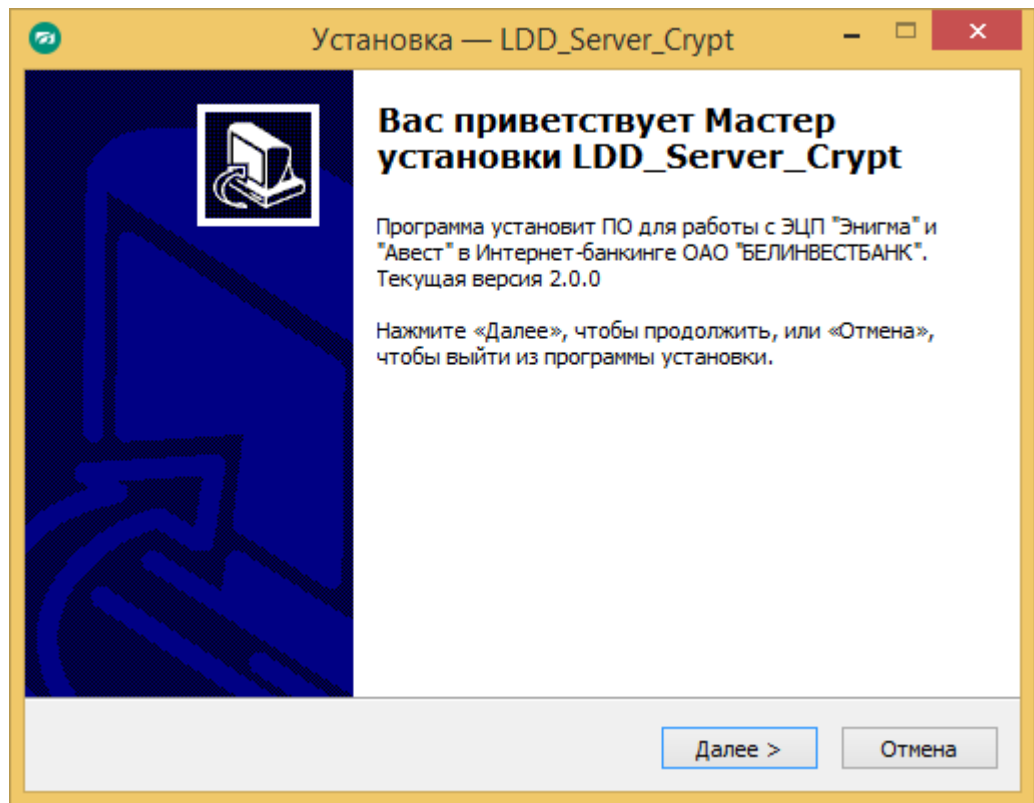 Установка — LDD_Server_Crypt
Вас приветствует Мастер
установки LDD_Server_Crypt
Программа установит ПО для работы с ЭЦП "Энигма" и
"Авест" в Интернет-банкинге ОАО "БЕЛИНВЕСТБАНК".
Текущая версия 2.0.0
Нажмите «Далее», чтобы продолжить, или «Отмена»,
чтобы выйти из программы установки.
Далее >
Отмена